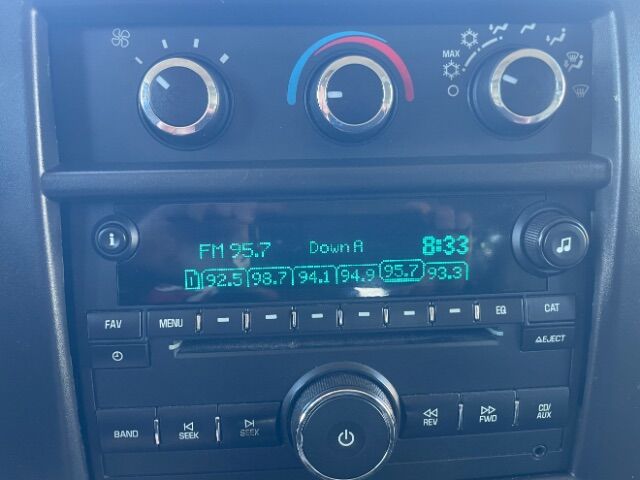 MAX
FM 95.7 Down A 8:33
1 92.5 98.7 94.1 94.9 95.7 93.3
FAV MENU EQ CAT
EJECT
BAND SEEK SEEK REV FWD CD/
AUX